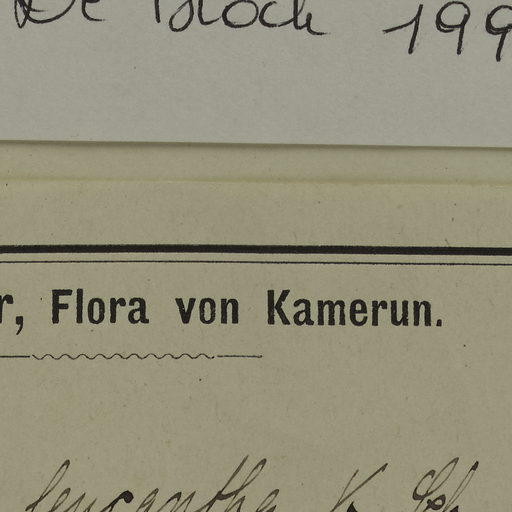 De Block 199
r, Flora von Kamerun.
leucantha K. Sch